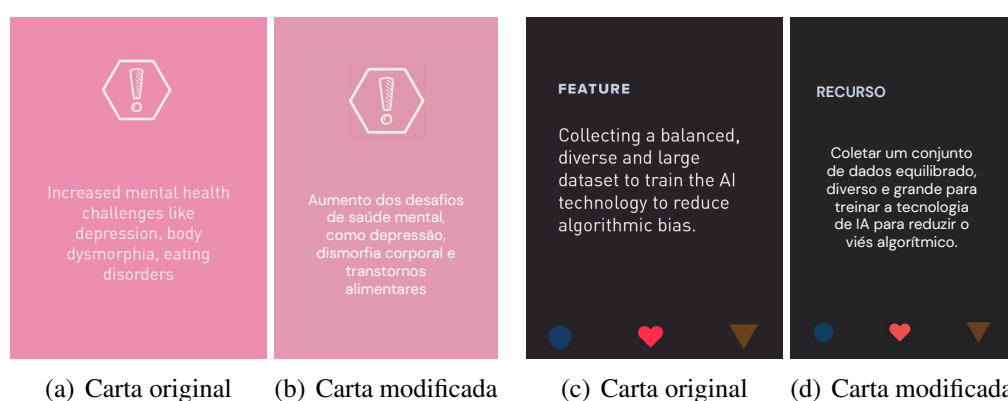 Increased mental health
challenges like
depression, body
dysmorphia, eating
disorders
Aumento dos desafios
de saúde mental,
como depressão,
dismorfia corporal e
transtornos
alimentares
FEATURE
Collecting a balanced,
diverse and large
dataset to train the AI
technology to reduce
algorithmic bias.
RECURSO
Coletar um conjunto
de dados equilibrado,
diverso e grande para
treinar a tecnologia
de IA para reduzir o
viés algorítmico.
(a) Carta original
(b) Carta modificada
(c) Carta original
(d) Carta modificada